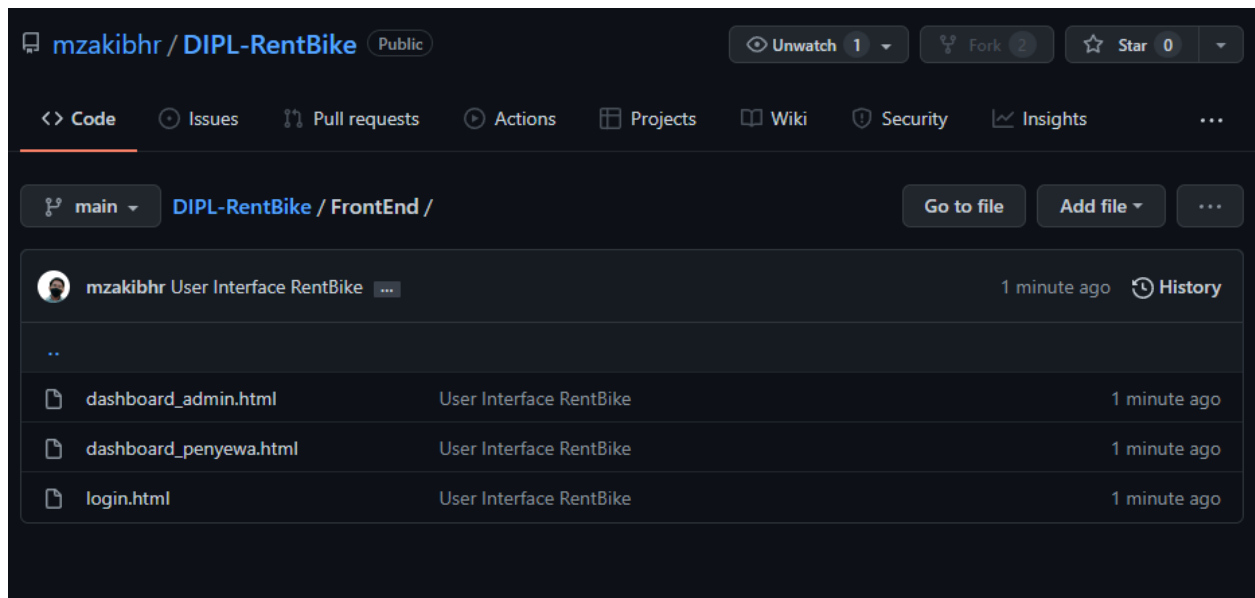 mzakibhr / DIPL-RentBike Public Unwatch 1 Fork 2 Star 0
<> Code Issues Pull requests Actions Projects Wiki Security Insights ...
main DIPL-RentBike / FrontEnd / Go to file Add file ...
mzakibhr User Interface RentBike ... 1 minute ago History
..
dashboard_admin.html User Interface RentBike 1 minute ago
dashboard_penyewa.html User Interface RentBike 1 minute ago
login.html User Interface RentBike 1 minute ago